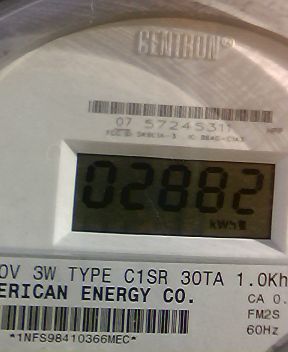 CENTRON®
07 57245311
02882
kWh
0V 3W TYPE C1SR 30TA 1.0Kh
ERICAN ENERGY CO.
CA 0.
FM2S
60Hz
*1NFS98410366MEC*